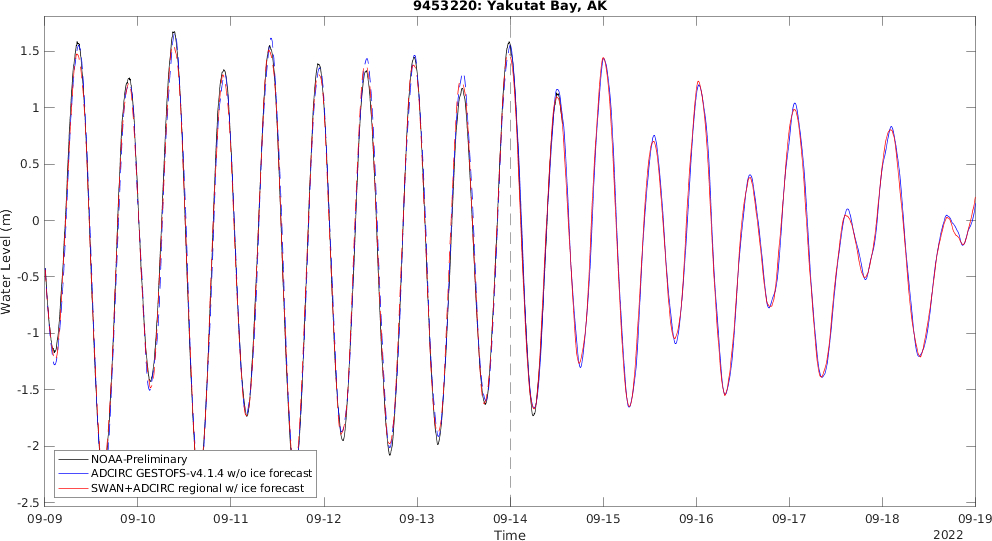 9453220: Yakutat Bay, AK
Water Level (m)
1.5
1
0.5
0
-0.5
-1
-1.5
-2
-2.5
NOAA-Preliminary
ADCIRC GESTOFS-v4.1.4 w/o ice forecast
SWAN+ADCIRC regional w/ ice forecast
09-09 09-10 09-11 09-12 09-13 09-14 09-15 09-16 09-17 09-18 09-19
Time
2022